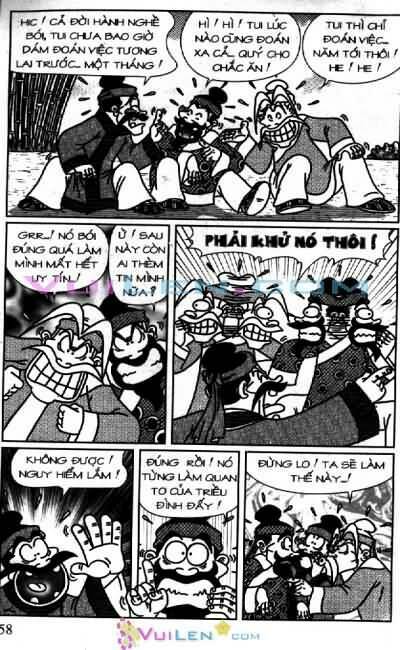 HIC! CẢ ĐỜI HÀNH NGHỀ
BÓI, TUI CHƯA BAO GIỜ
DÁM ĐOÁN VIỆC TƯƠNG
LAI TRƯỚC... MỘT THÁNG!
HÌ! HÌ! TUI LÚC
NÀO CŨNG ĐOÁN
XA CẢ... QUÝ CHO
CHẮC ĂN!
TUI THÌ CHỈ
ĐOÁN VIỆC...
NĂM TỚI THÔI!
HE! HE!
GRR...! NÓ BÓI
ĐÚNG QUÁ LÀM
MÌNH MẤT HẾT
UY TÍN...!
Ừ! SAU
NÀY CÒN
AI THÈM
TIN MÌNH
NỮA?
PHẢI KHỬ NÓ THÔI!
VUILEN.COM
KHÔNG ĐƯỢC!
NGUY HIỂM LẮM!
ĐÚNG RỒI! NÓ
TỪNG LÀM QUAN
TO CỦA TRIỀU
ĐÌNH ĐẤY!
ĐỪNG LO! TA SẼ LÀM
THẾ NÀY...!
58
VUILEN.COM